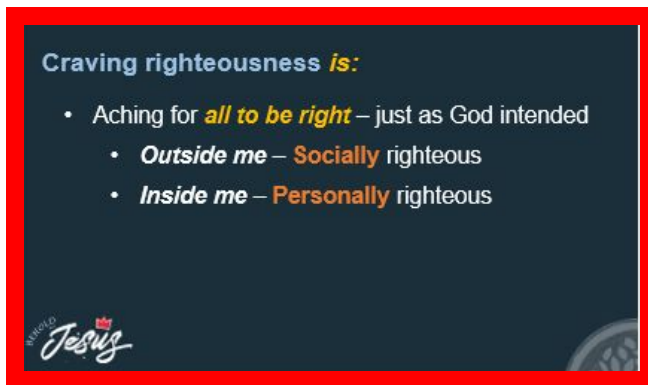 Craving righteousness is:
• Aching for all to be right – just as God intended
• Outside me – Socially righteous
• Inside me – Personally righteous
BEHOLD
Jesus